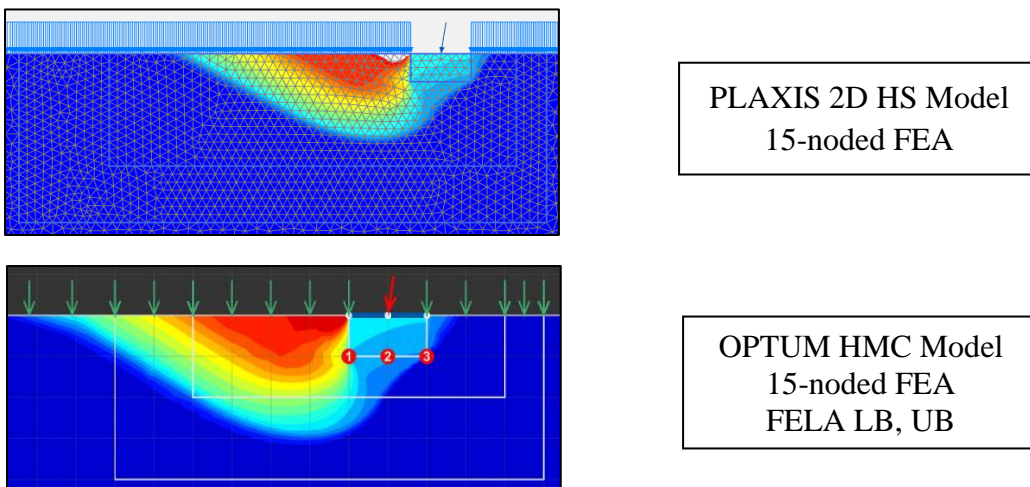 PLAXIS 2D HS Model
15-noded FEA
1 2 3
OPTUM HMC Model
15-noded FEA
FELA LB, UB